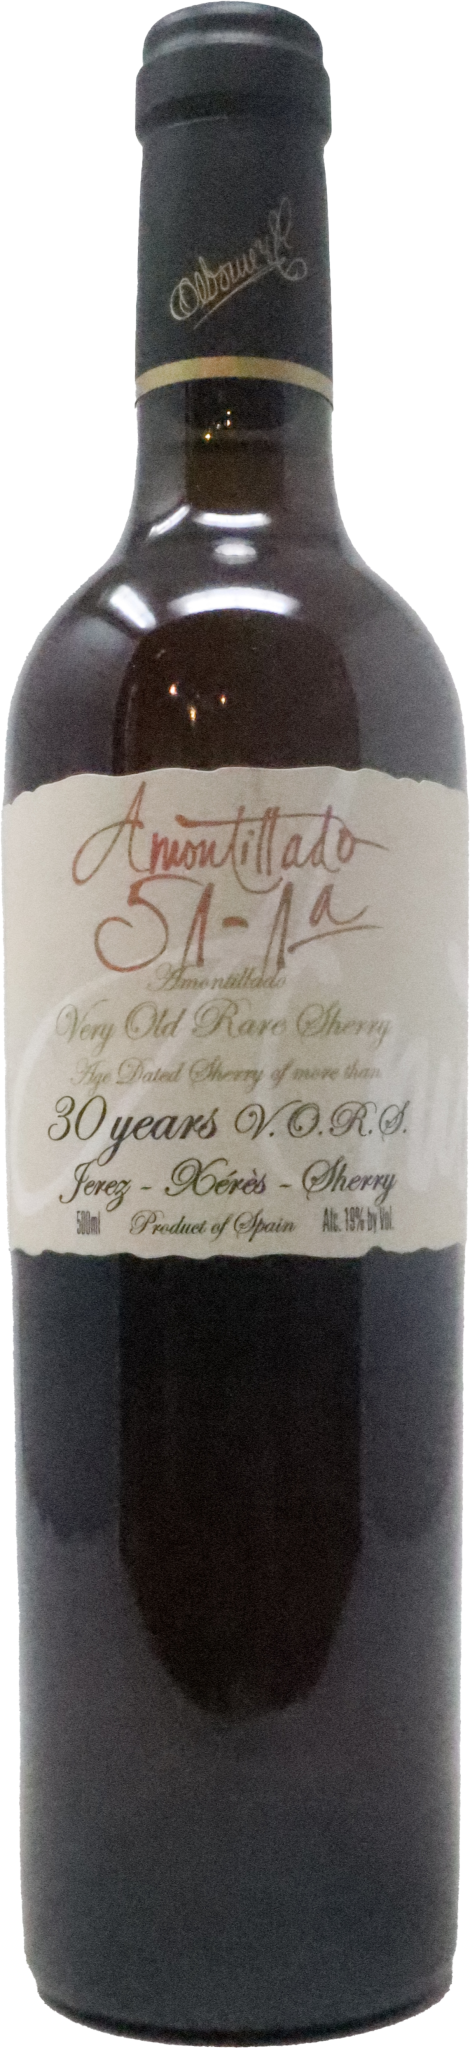 Osborne
Amontillado
51-1a
Amontillado
Very Old Rare Sherry
Age Dated Sherry of more than
30 years V.O.R.S.
Jerez - Xérès - Sherry
500ml Product of Spain Alc. 19% by Vol.